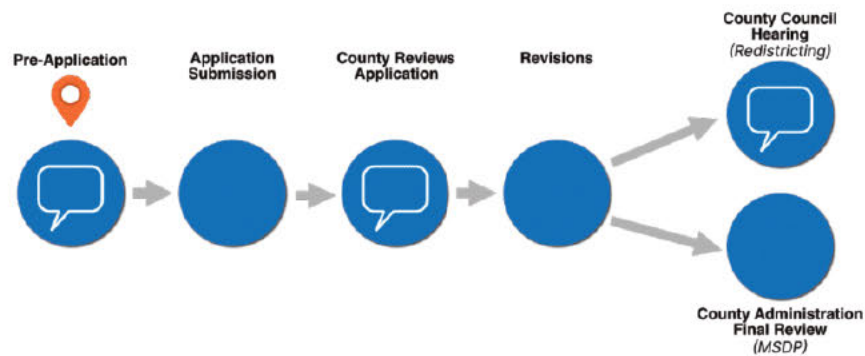 Pre-Application
Application
Submission
County Reviews
Application
Revisions
County Council
Hearing
(Redistricting)
County Administration
Final Review
(MSDP)